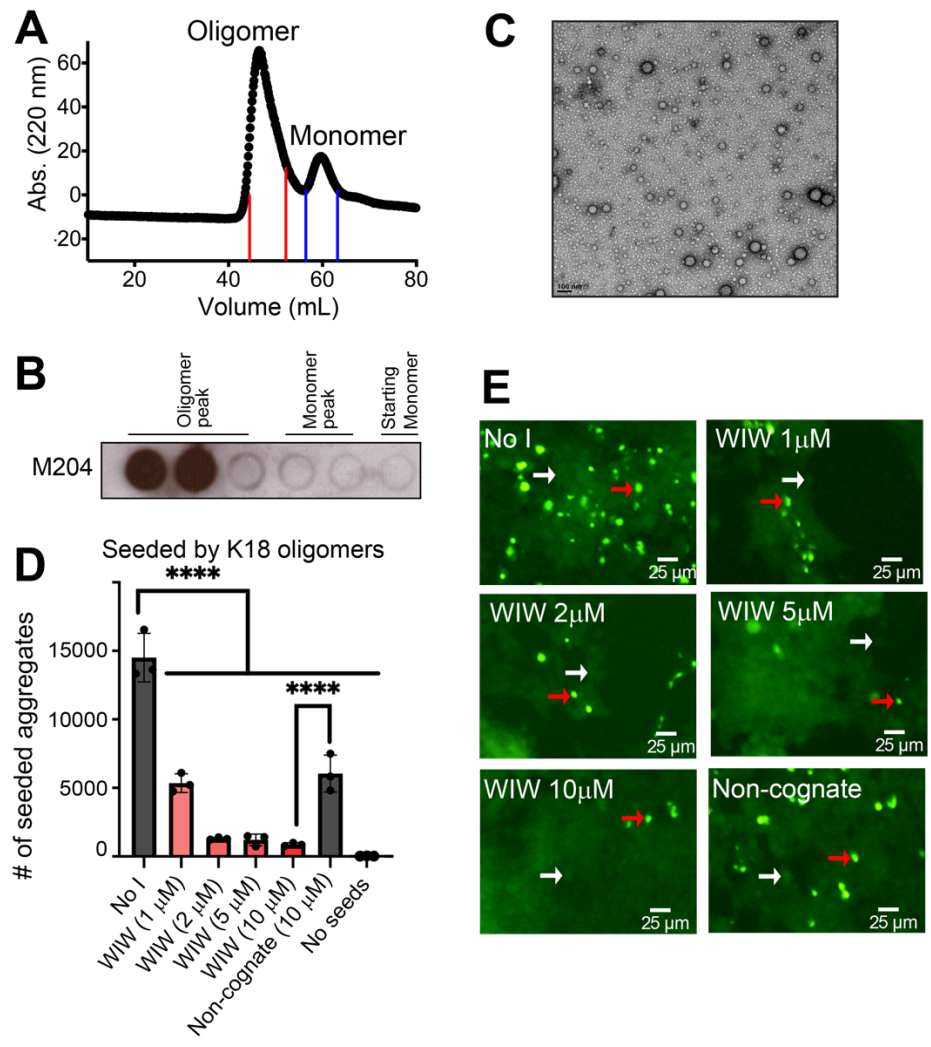 A
Oligomer
Monomer
Abs. (220 nm)
60
40
20
0
-20
20
40
60
80
Volume (mL)
B
Oligomer
peak
Monomer
peak
Starting
Monomer
M204
C
100 nm
D
Seeded by K18 oligomers
****
****
# of seeded aggregates
15000
10000
5000
0
No I
WIW (1 μM)
WIW (2 μM)
WIW (5 μM)
WIW (10 μM)
Non-cognate (10 μM)
No seeds
E
No I
25 μm
WIW 1μM
25 μm
WIW 2μM
25 μm
WIW 5μM
25 μm
WIW 10μM
25 μm
Non-cognate
25 μm